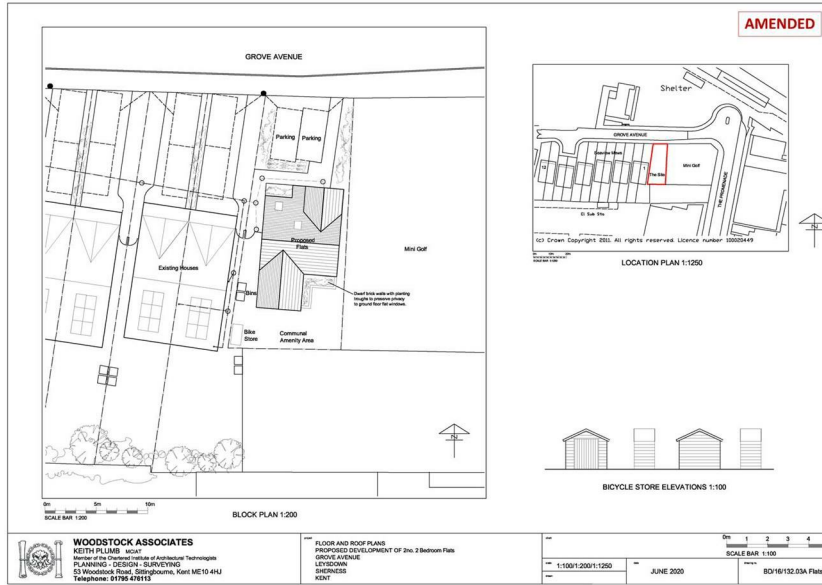 AMENDED
GROVE AVENUE
Parking
Parking
Proposed
Flats
Existing Houses
Mini Golf
Bins
Dwarf brick walls with planting
troughs to preserve privacy
to ground floor flat windows.
Bike
Store
Communal
Amenity Area
N
0m 5m 10m
SCALE BAR 1:200
BLOCK PLAN 1:200
Shelter
GROVE AVENUE
12
1
The Site
Mini Golf
THE PROMENADE
El Sub Sta
(c) Crown Copyright 2011. All rights reserved. Licence number 100020449
LOCATION PLAN 1:1250
N
BICYCLE STORE ELEVATIONS 1:100
WOODSTOCK ASSOCIATES
KEITH PLUMB MCIAT
Member of the Chartered Institute of Architectural Technologists
PLANNING - DESIGN - SURVEYING
53 Woodstock Road, Sittingbourne, Kent ME10 4HJ
Telephone: 01795 476113
FLOOR AND ROOF PLANS
PROPOSED DEVELOPMENT OF 2no. 2 Bedroom Flats
GROVE AVENUE
LEYSDOWN
SHERNESS
KENT
0m 1 2 3 4
SCALE BAR 1:100
1:100/1:200/1:1250
JUNE 2020
BD/16/132.03A Flats